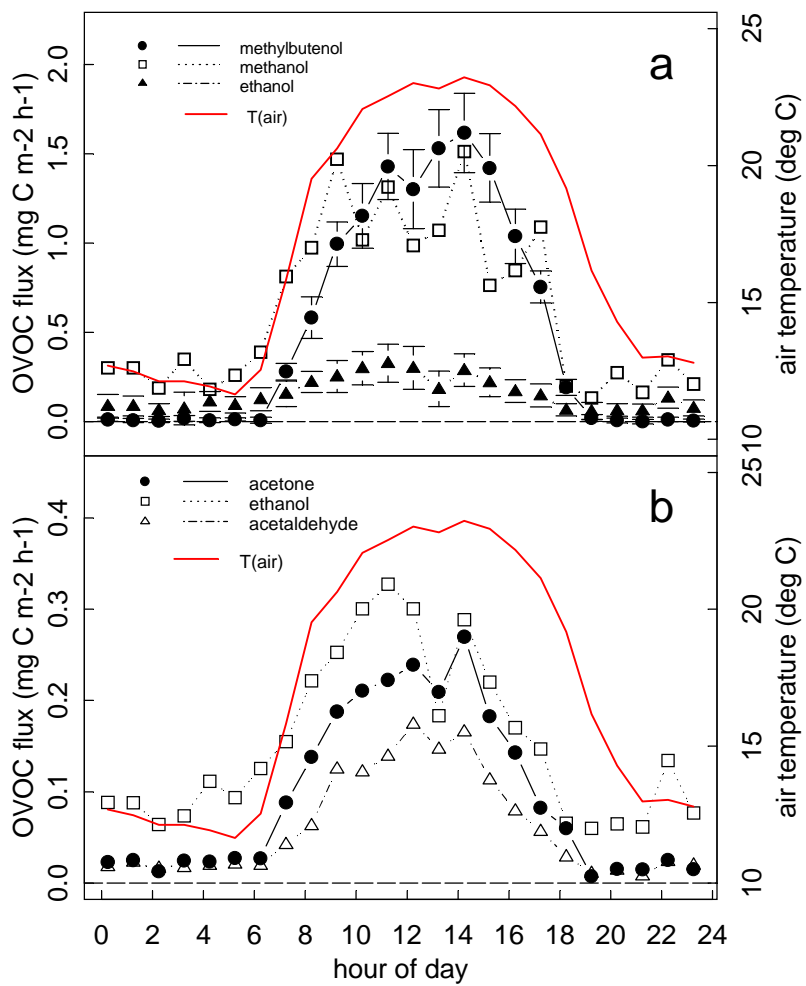 a
methylbutenol
methanol
ethanol
T(air)
OVOC flux (mg C m-2 h-1)
0.0 0.5 1.0 1.5 2.0
air temperature (deg C)
10 15 20 25
b
acetone
ethanol
acetaldehyde
T(air)
OVOC flux (mg C m-2 h-1)
0.0 0.1 0.2 0.3 0.4
air temperature (deg C)
10 15 20 25
0 2 4 6 8 10 12 14 16 18 20 22 24
hour of day